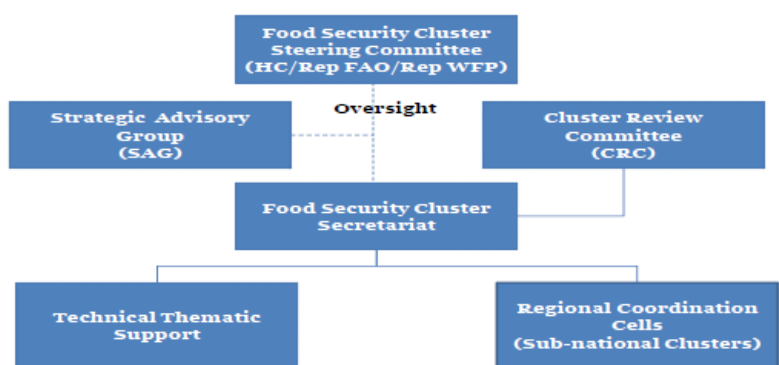 Food Security Cluster
Steering Committee
(HC/Rep FAO/Rep WFP)
Oversight
Strategic Advisory
Group
(SAG)
Cluster Review
Committee
(CRC)
Food Security Cluster
Secretariat
Technical Thematic
Support
Regional Coordination
Cells
(Sub-national Clusters)